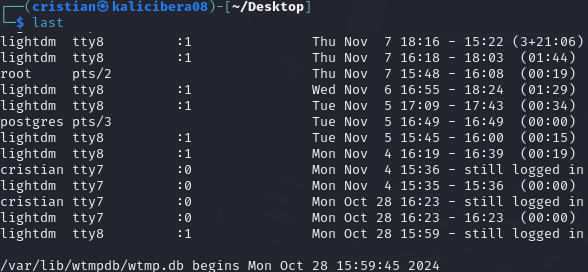 ┌──(cristian㉿kalicibera08)-[~/Desktop]
└─$ last
lightdm  tty8         :1               Thu Nov  7 18:16 - 15:22 (3+21:06)
lightdm  tty8         :1               Thu Nov  7 16:18 - 18:03  (01:44)
root     pts/2                         Thu Nov  7 15:48 - 16:08  (00:19)
lightdm  tty8         :1               Wed Nov  6 16:55 - 18:24  (01:29)
lightdm  tty8         :1               Tue Nov  5 17:09 - 17:43  (00:34)
postgres pts/3                         Tue Nov  5 16:49 - 16:49  (00:00)
lightdm  tty8         :1               Tue Nov  5 15:45 - 16:00  (00:15)
lightdm  tty8         :1               Mon Nov  4 16:19 - 16:39  (00:19)
cristian tty7         :0               Mon Nov  4 15:36 - still logged in
lightdm  tty7         :0               Mon Nov  4 15:35 - 15:36  (00:00)
cristian tty7         :0               Mon Oct 28 16:23 - still logged in
lightdm  tty7         :0               Mon Oct 28 16:23 - 16:23  (00:00)
lightdm  tty8         :1               Mon Oct 28 15:59 - still logged in
/var/lib/wtmpdb/wtmp.db begins Mon Oct 28 15:59:45 2024